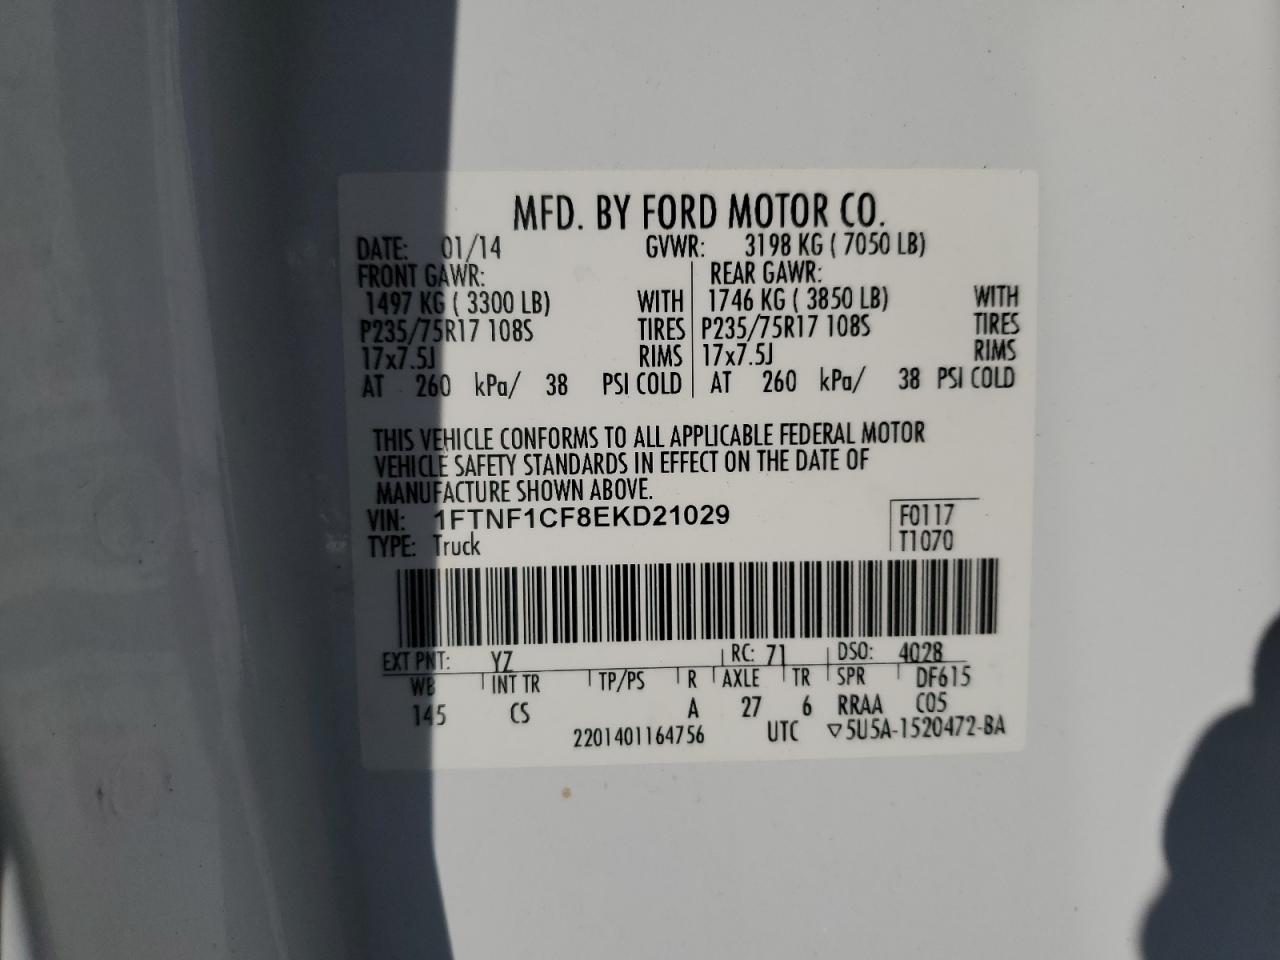 MFD. BY FORD MOTOR CO.
DATE: 01/14 GVWR: 3198 KG ( 7050 LB)
FRONT GAWR: REAR GAWR:
1497 KG ( 3300 LB) WITH 1746 KG ( 3850 LB) WITH
P235/75R17 108S TIRES P235/75R17 108S TIRES
17x7.5J RIMS 17x7.5J RIMS
AT 260 kPa/ 38 PSI COLD AT 260 kPa/ 38 PSI COLD
THIS VEHICLE CONFORMS TO ALL APPLICABLE FEDERAL MOTOR
VEHICLE SAFETY STANDARDS IN EFFECT ON THE DATE OF
MANUFACTURE SHOWN ABOVE.
VIN: 1FTNF1CF8EKD21029 F0117
TYPE: Truck T1070
EXT PNT: YZ RC: 71 DSO: 4028
WB INT TR TP/PS R AXLE TR SPR DF615
145 CS A 27 6 RRAA C05
2201401164756 UTC ▽5U5A-1520472-BA